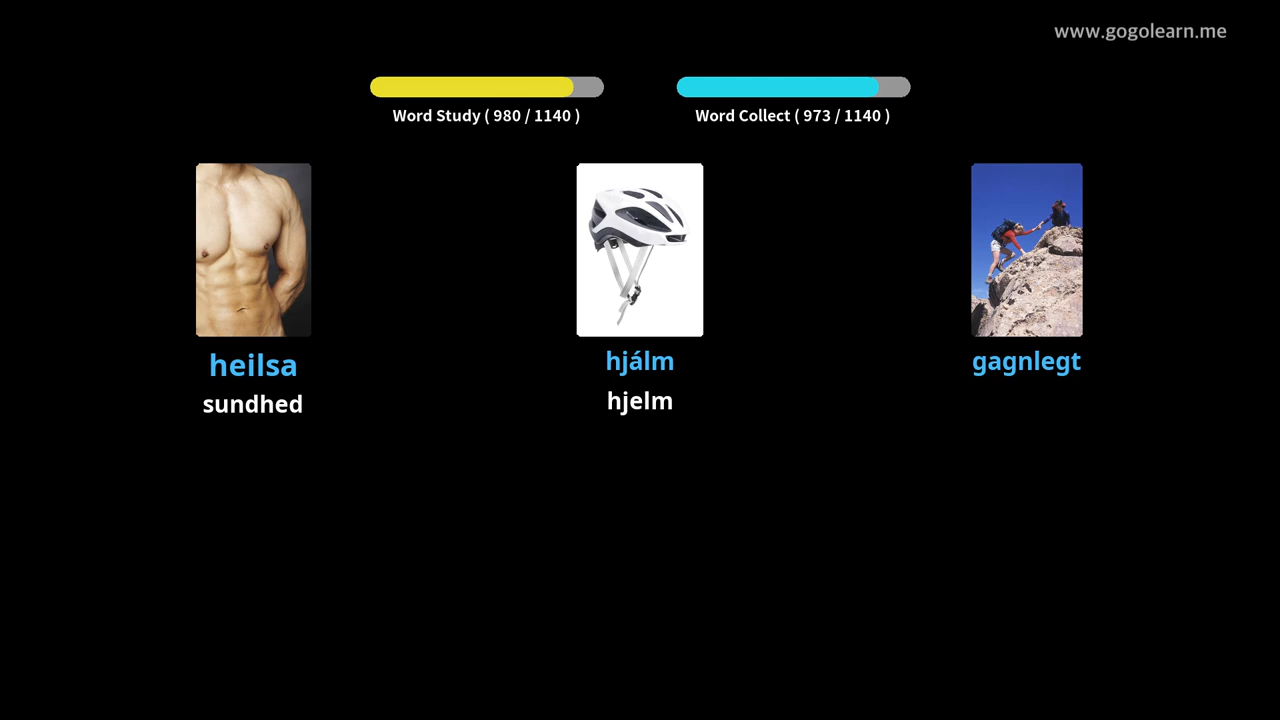 www.gogolearn.me
Word Study ( 980 / 1140 )
Word Collect ( 973 / 1140 )
heilsa
sundhed
hjálm
hjelm
gagnlegt